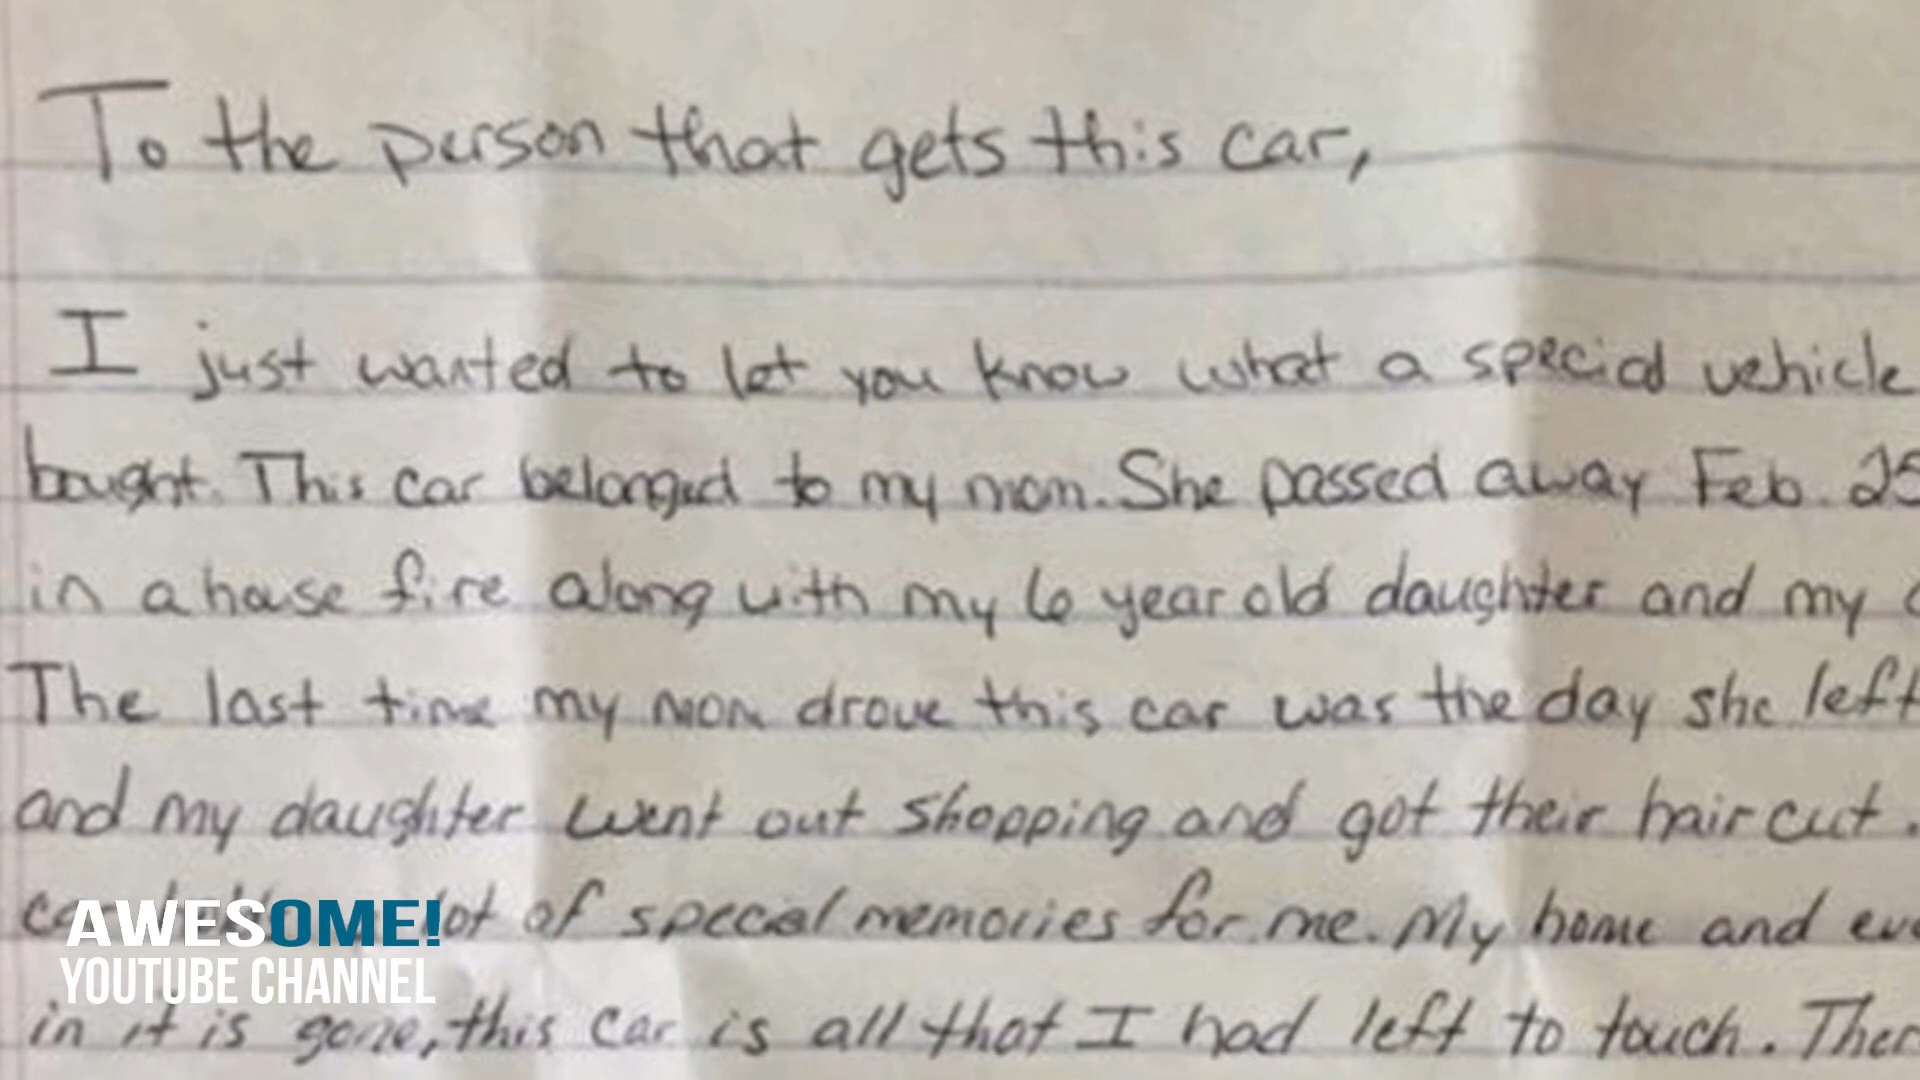 To the person that gets this car,
I just wanted to let you know what a special vehicle
bought. This car belonged to my mom. She passed away Feb. 25
in a house fire along with my 6 year old daughter and my
The last time my mom drove this car was the day she left
and my daughter went out shopping and got their hair cut.
lot of special memories for me. My home and
in it is gone, this car is all that I had left to touch.
AWESOME!
YOUTUBE CHANNEL